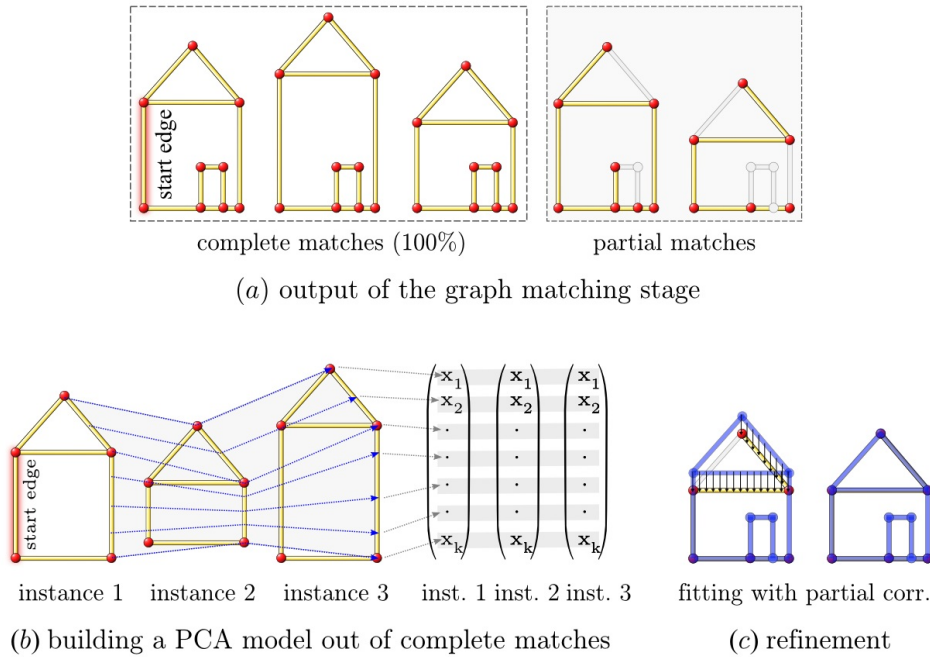 start edge
complete matches (100%)
partial matches
(a) output of the graph matching stage
start edge
x1 x1 x1
x2 x2 x2
. . .
. . .
. . .
. . .
xk xk xk
instance 1 instance 2 instance 3 inst. 1 inst. 2 inst. 3
fitting with partial corr.
(b) building a PCA model out of complete matches
(c) refinement